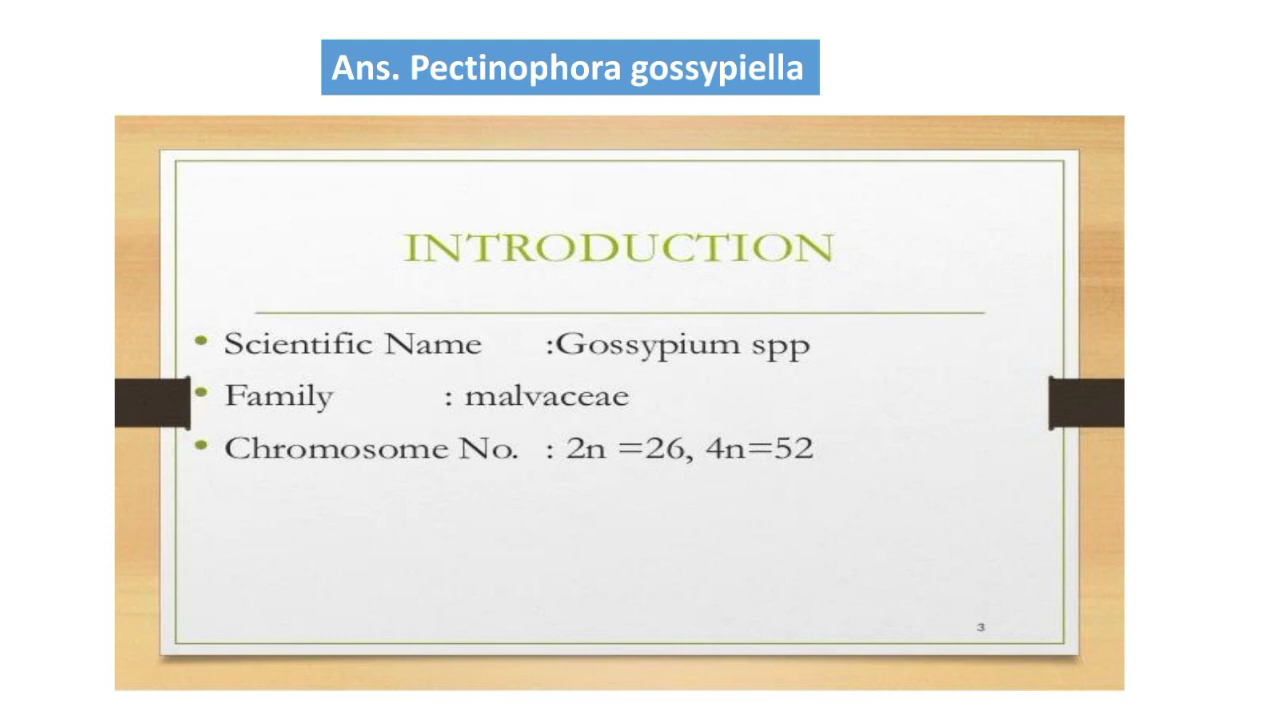 Ans. Pectinophora gossypiella
INTRODUCTION
• Scientific Name :Gossypium spp
• Family : malvaceae
• Chromosome No. : 2n =26, 4n=52
3